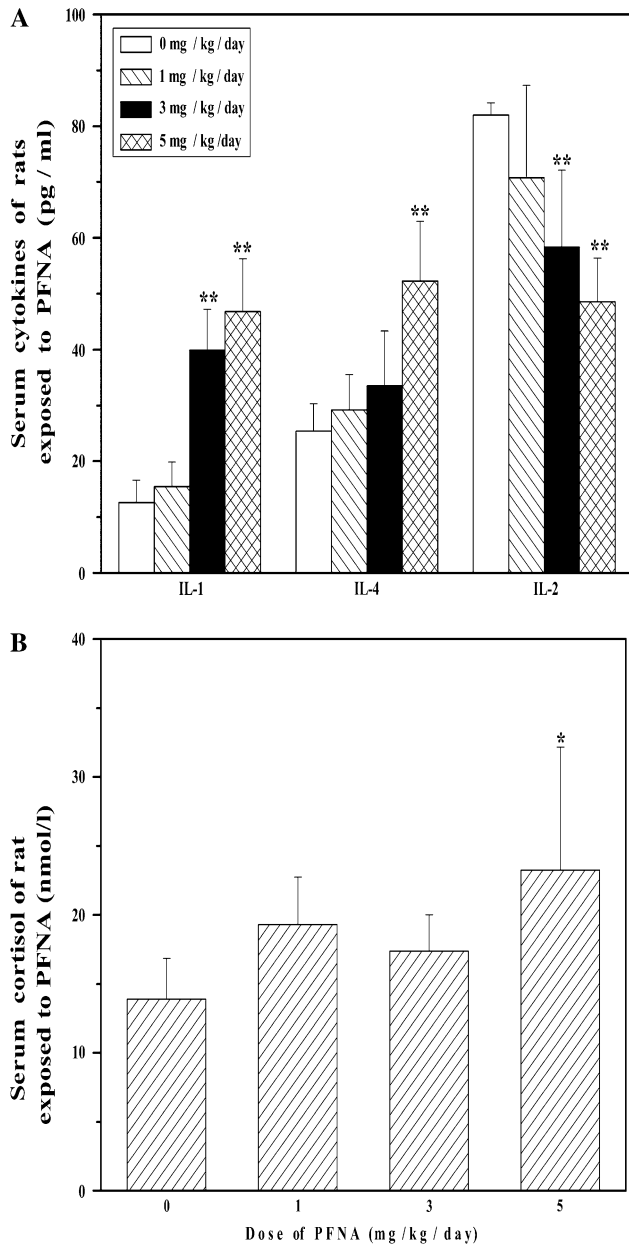 A
Serum cytokines of rats
exposed to PFNA (pg / ml)
100
80
60
40
20
0
0 mg / kg / day
1 mg / kg / day
3 mg / kg / day
5 mg / kg /day
** ** ** ** **
IL-1 IL-4 IL-2
B
Serum cortisol of rat
exposed to PFNA (nmol/l)
40
30
20
10
0
*
0 1 3 5
Dose of PFNA (mg /kg / day)